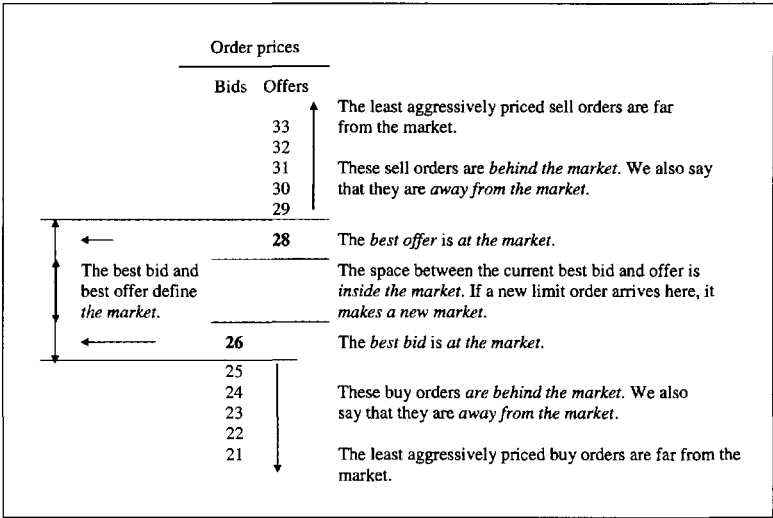 Order prices
Bids Offers
The least aggressively priced sell orders are far
from the market.
33
32
31
These sell orders are behind the market. We also say
that they are away from the market.
30
29
28
The best offer is at the market.
The best bid and
best offer define
the market.
The space between the current best bid and offer is
inside the market. If a new limit order arrives here, it
makes a new market.
26
The best bid is at the market.
25
24
23
22
21
These buy orders are behind the market. We also
say that they are away from the market.
The least aggressively priced buy orders are far from the
market.